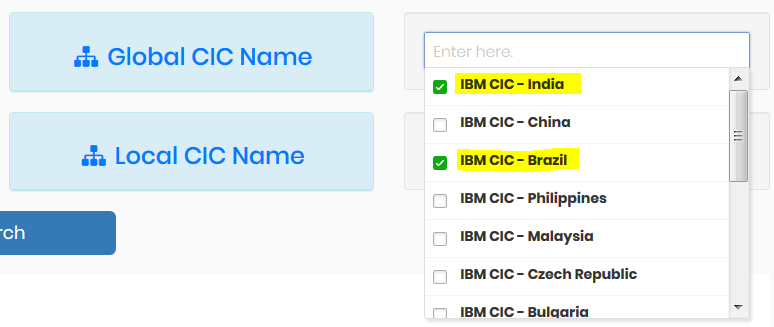 Global CIC Name
Enter here.
IBM CIC - India
IBM CIC - China
Local CIC Name
IBM CIC - Brazil
IBM CIC - Philippines
rch
IBM CIC - Malaysia
IBM CIC - Czech Republic
IBM CIC - Bulgaria